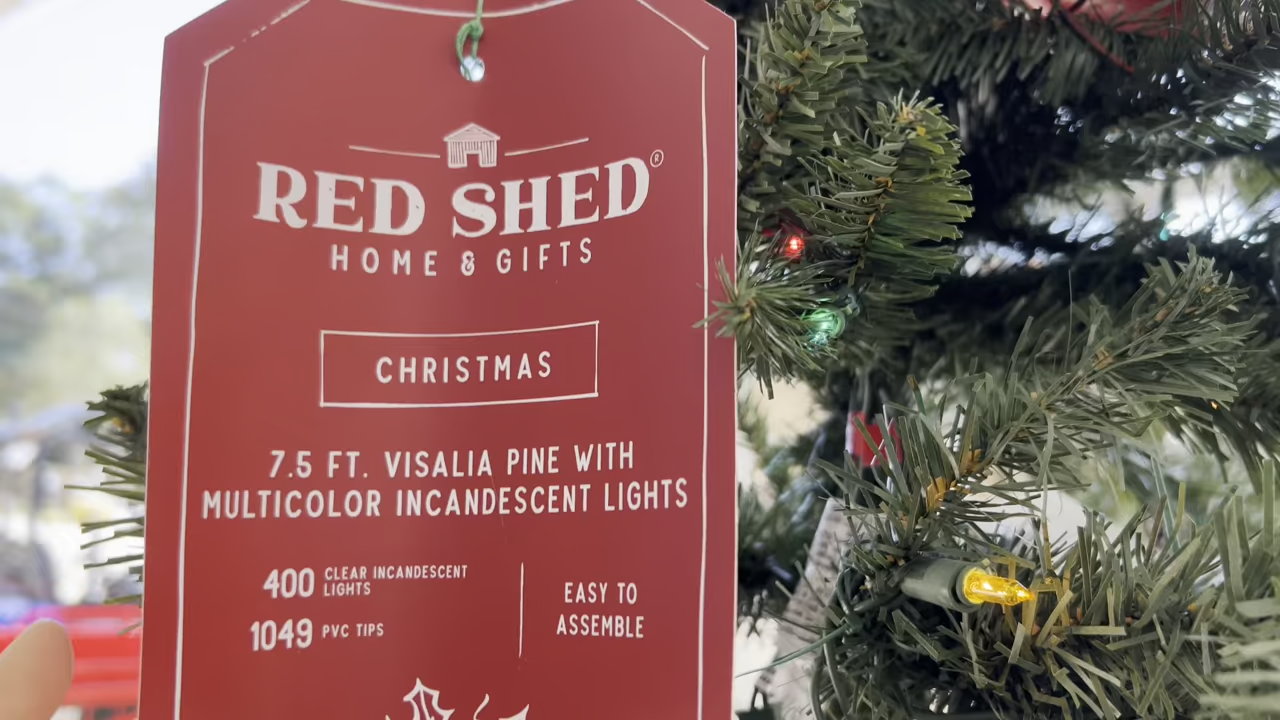 RED SHED®
HOME & GIFTS
CHRISTMAS
7.5 FT. VISALIA PINE WITH
MULTICOLOR INCANDESCENT LIGHTS
400 CLEAR INCANDESCENT
LIGHTS
1049 PVC TIPS
EASY TO
ASSEMBLE